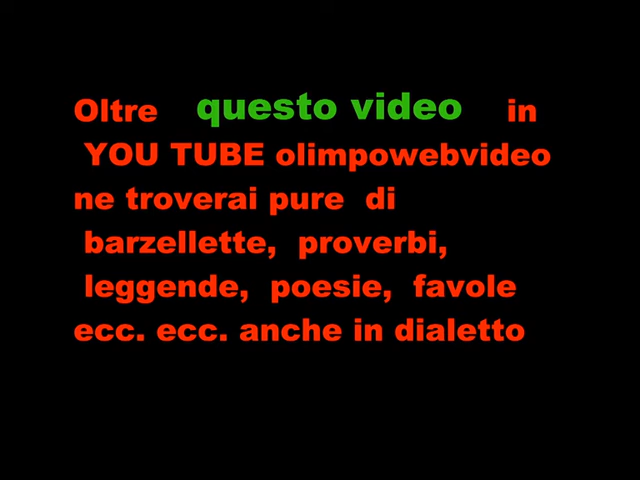 Oltre questo video in
YOU TUBE olimpowebvideo
ne troverai pure di
barzellette, proverbi,
leggende, poesie, favole
ecc. ecc. anche in dialetto